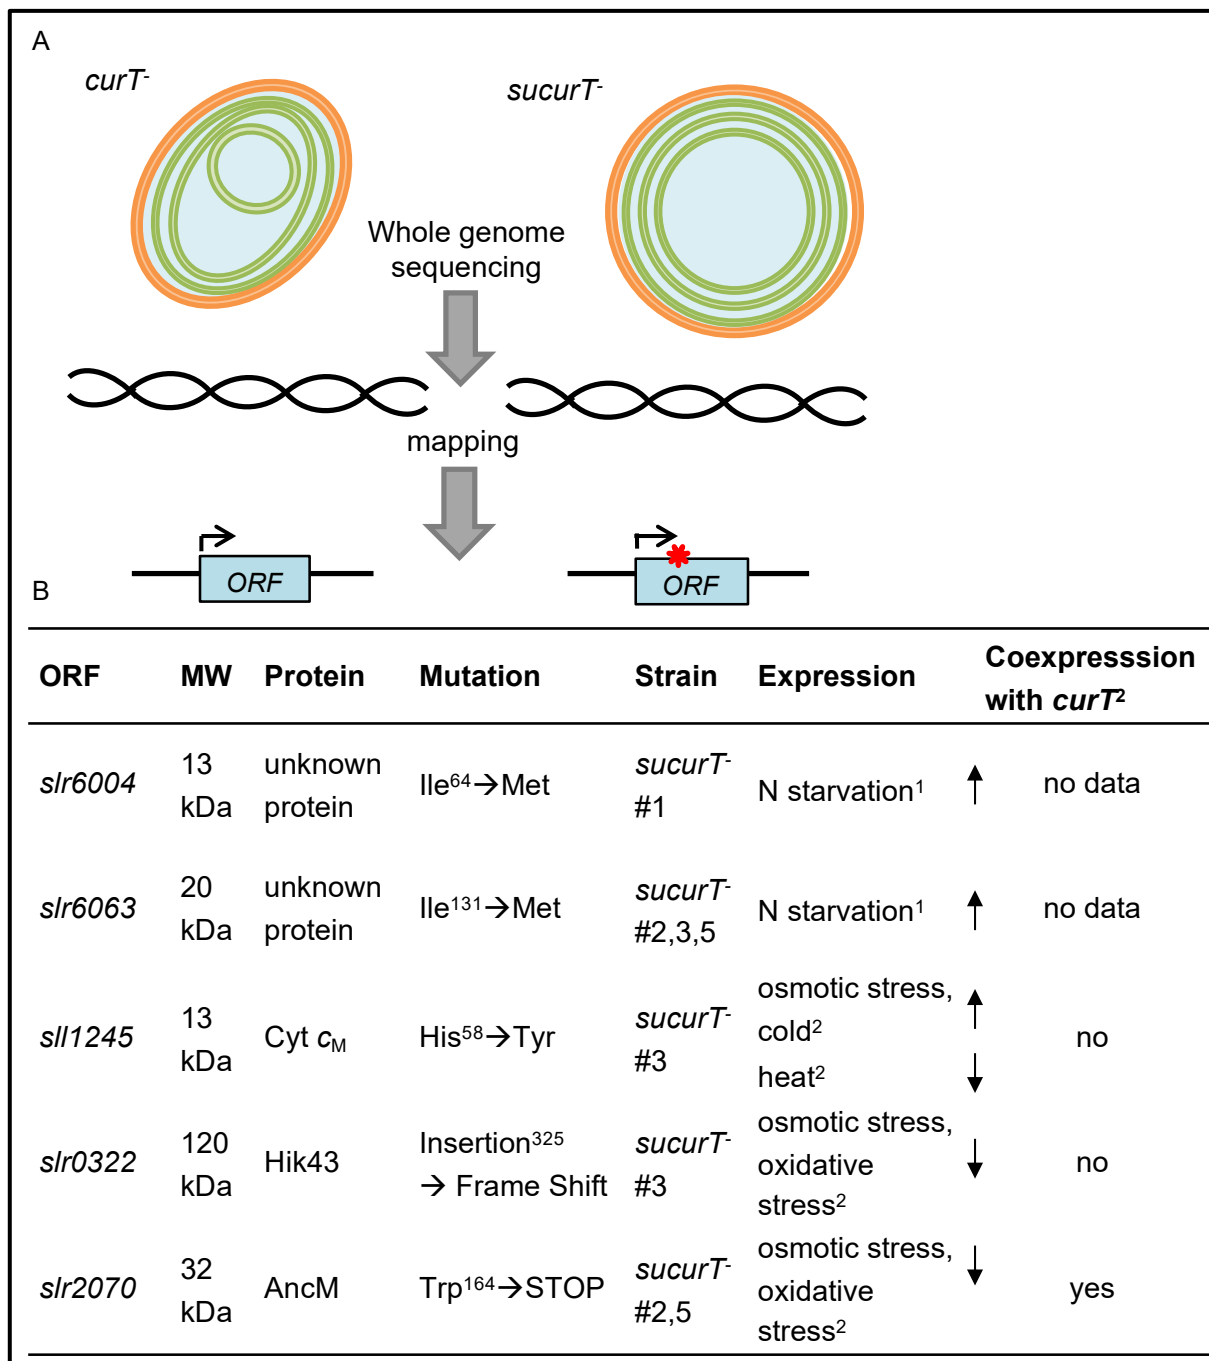 A
curT-
sucurT-
Whole genome
sequencing
mapping
ORF
ORF
B
ORF MW Protein Mutation Strain Expression Coexpresssion with curT²
slr6004 13 kDa unknown protein Ile⁶⁴→Met sucurT- #1 N starvation¹ ↑ no data
slr6063 20 kDa unknown protein Ile¹³¹→Met sucurT- #2,3,5 N starvation¹ ↑ no data
sll1245 13 kDa Cyt cM His⁵⁸→Tyr sucurT- #3 osmotic stress, cold² ↑ heat² ↓ no
slr0322 120 kDa Hik43 Insertion³²⁵ → Frame Shift sucurT- #3 osmotic stress, oxidative stress² ↓ no
slr2070 32 kDa AncM Trp¹⁶⁴→STOP sucurT- #2,5 osmotic stress, oxidative stress² ↓ yes